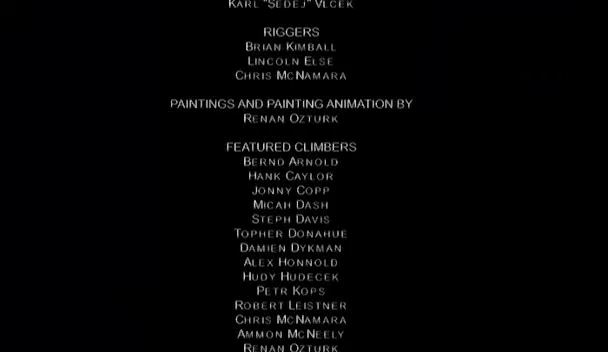 KARL "SEDEJ" VLCEK
RIGGERS
BRIAN KIMBALL
LINCOLN ELSE
CHRIS MCNAMARA
PAINTINGS AND PAINTING ANIMATION BY
RENAN OZTURK
FEATURED CLIMBERS
BERND ARNOLD
HANK CAYLOR
JONNY COPP
MICAH DASH
STEPH DAVIS
TOPHER DONAHUE
DAMIEN DYKMAN
ALEX HONNOLD
HUDY HUDECEK
PETR KOPS
ROBERT LEISTNER
CHRIS MCNAMARA
AMMON MCNEELY
RENAN OZTURK